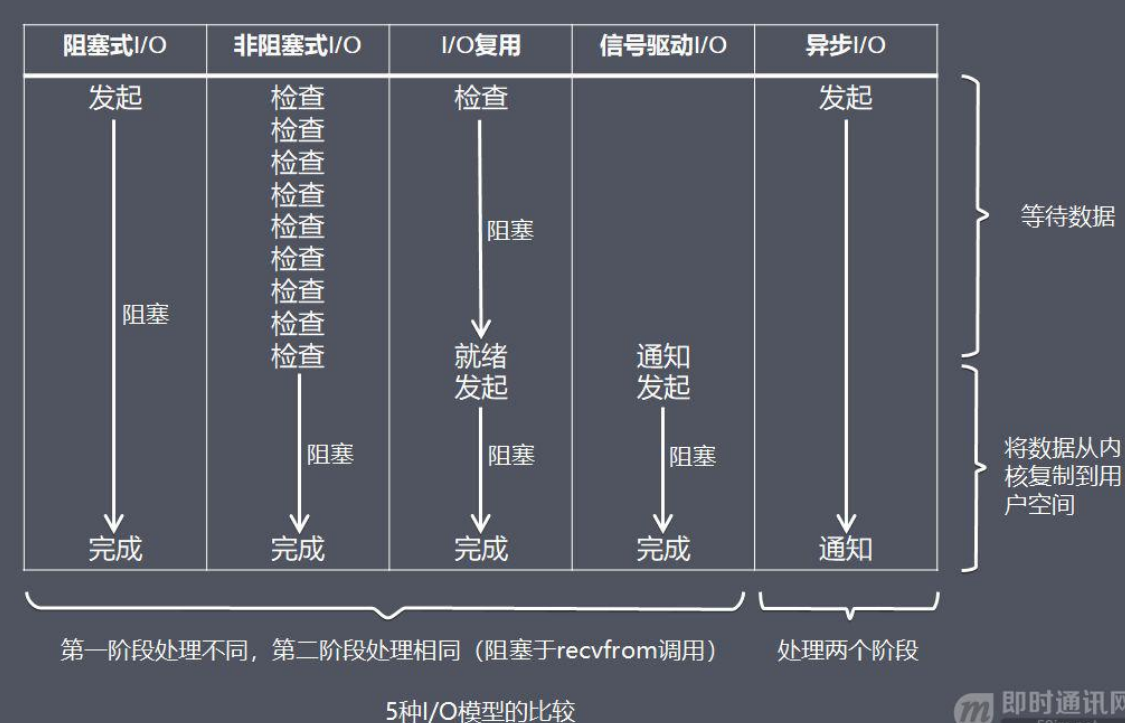 阻塞式I/O 非阻塞式I/O I/O复用 信号驱动I/O 异步I/O
发起 检查 检查 发起
检查
检查
检查
检查 阻塞 等待数据
检查
检查
阻塞 检查
检查 就绪 通知
发起 发起
阻塞 阻塞 阻塞 将数据从内
核复制到用
户空间
完成 完成 完成 完成 通知
第一阶段处理不同，第二阶段处理相同（阻塞于recvfrom调用） 处理两个阶段
5种I/O模型的比较
即时通讯网